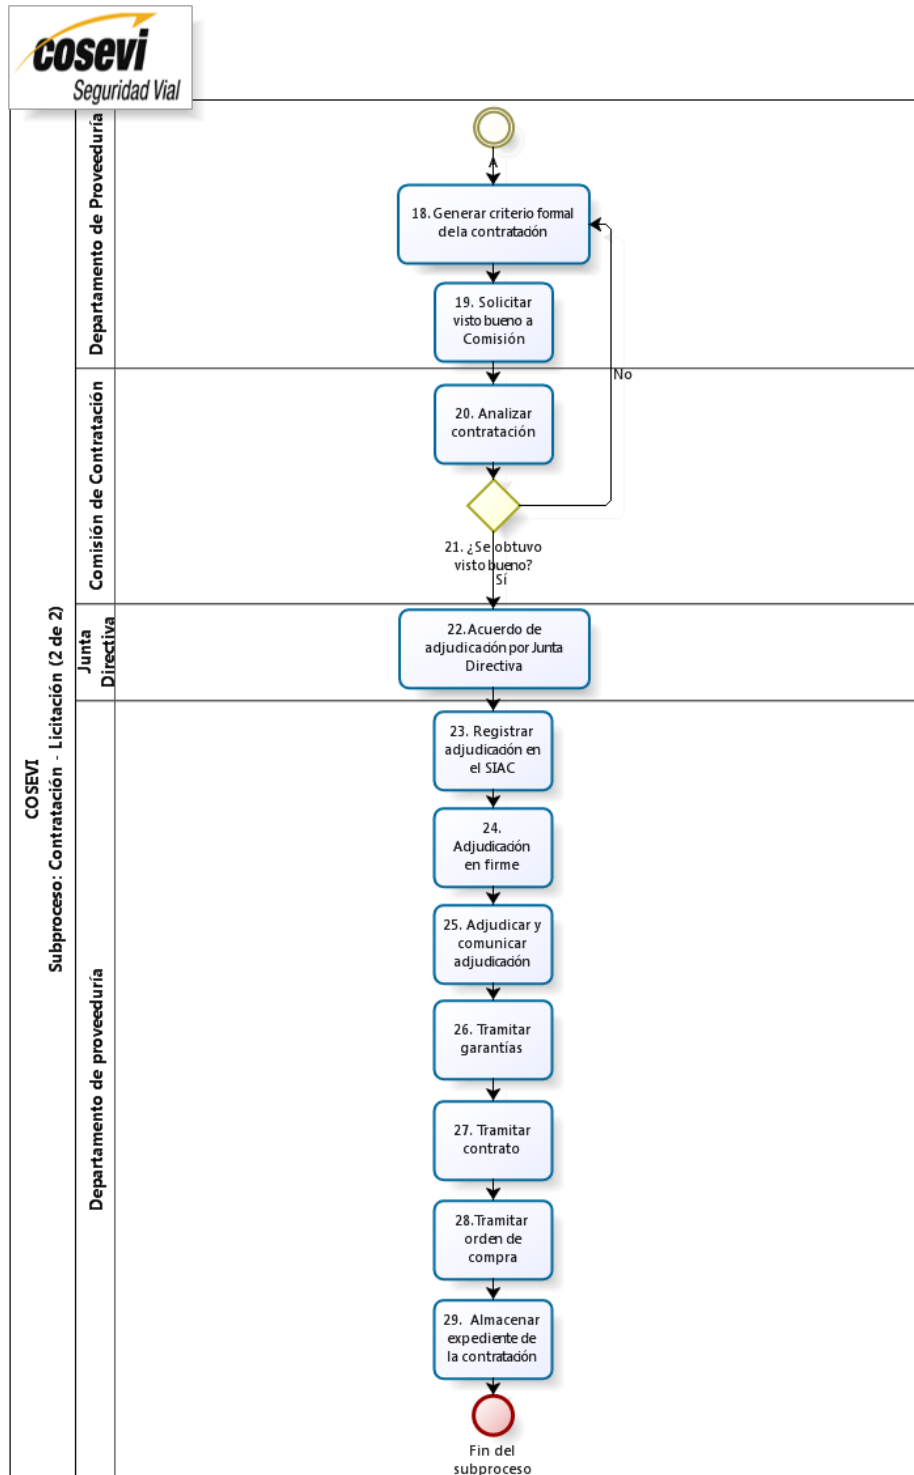 cosevi
Seguridad Vial
COSEVI
Subproceso: Contratación - Licitación (2 de 2)
Departamento de Proveeduría
A
18. Generar criterio formal
de la contratación
19. Solicitar
visto bueno a
Comisión
No
Comisión de Contratación
20. Analizar
contratación
21. ¿Se obtuvo
visto bueno?
Sí
Junta
Directiva
22. Acuerdo de
adjudicación por Junta
Directiva
Departamento de proveeduría
23. Registrar
adjudicación en
el SIAC
24.
Adjudicación
en firme
25. Adjudicar y
comunicar
adjudicación
26. Tramitar
garantías
27. Tramitar
contrato
28. Tramitar
orden de
compra
29. Almacenar
expediente de
la contratación
Fin del
subproceso